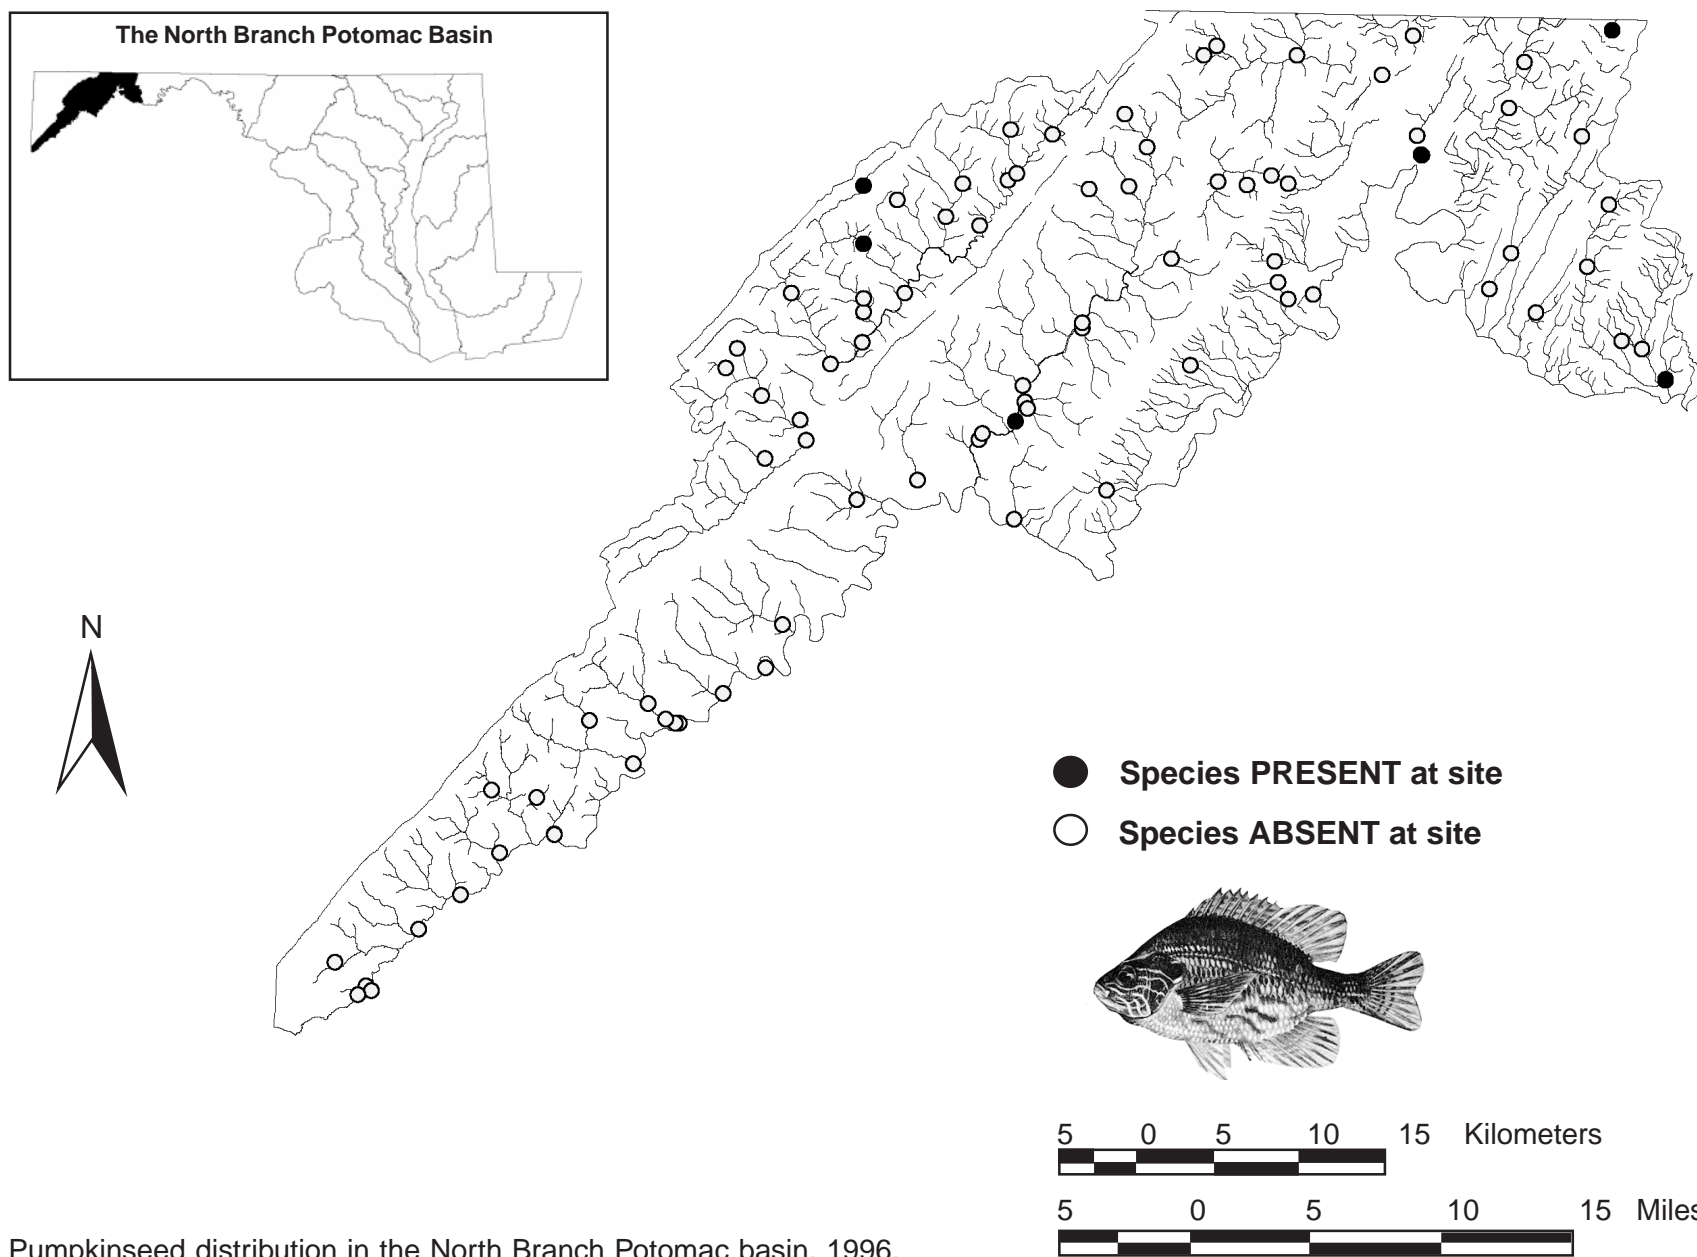 The North Branch Potomac Basin
N
Species PRESENT at site
Species ABSENT at site
5 0 5 10 15 Kilometers
5 0 5 10 15 Miles
Pumpkinseed distribution in the North Branch Potomac basin, 1996.